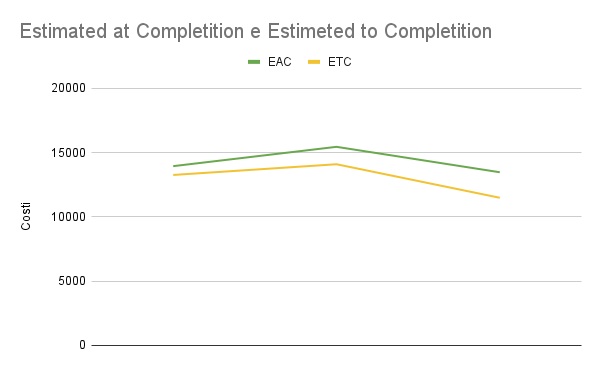 Estimated at Completition e Estimeted to Completition
EAC ETC
20000
15000
10000
5000
0
Costi